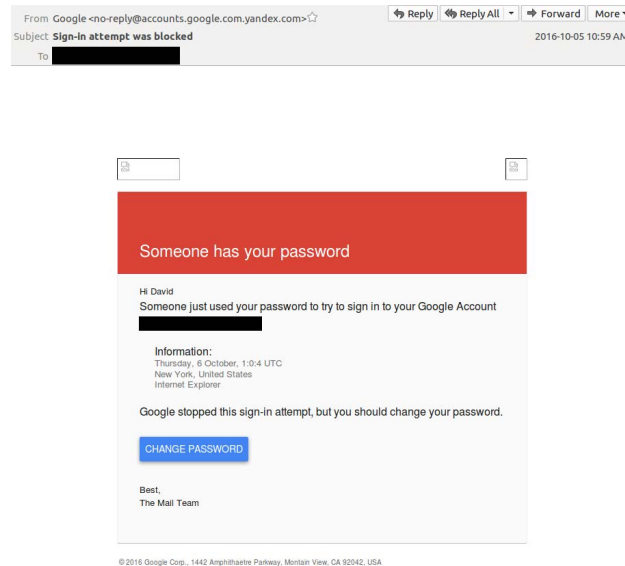 Reply Reply All Forward More
From Google <no-reply@accounts.google.com.yandex.com>
Subject Sign-in attempt was blocked 2016-10-05 10:59 AM
To
Someone has your password
Hi David
Someone just used your password to try to sign in to your Google Account
Information:
Thursday, 6 October, 1:0:4 UTC
New York, United States
Internet Explorer
Google stopped this sign-in attempt, but you should change your password.
CHANGE PASSWORD
Best,
The Mail Team
© 2016 Google Corp., 1442 Amphithaetre Parkway, Montain View, CA 92042, USA